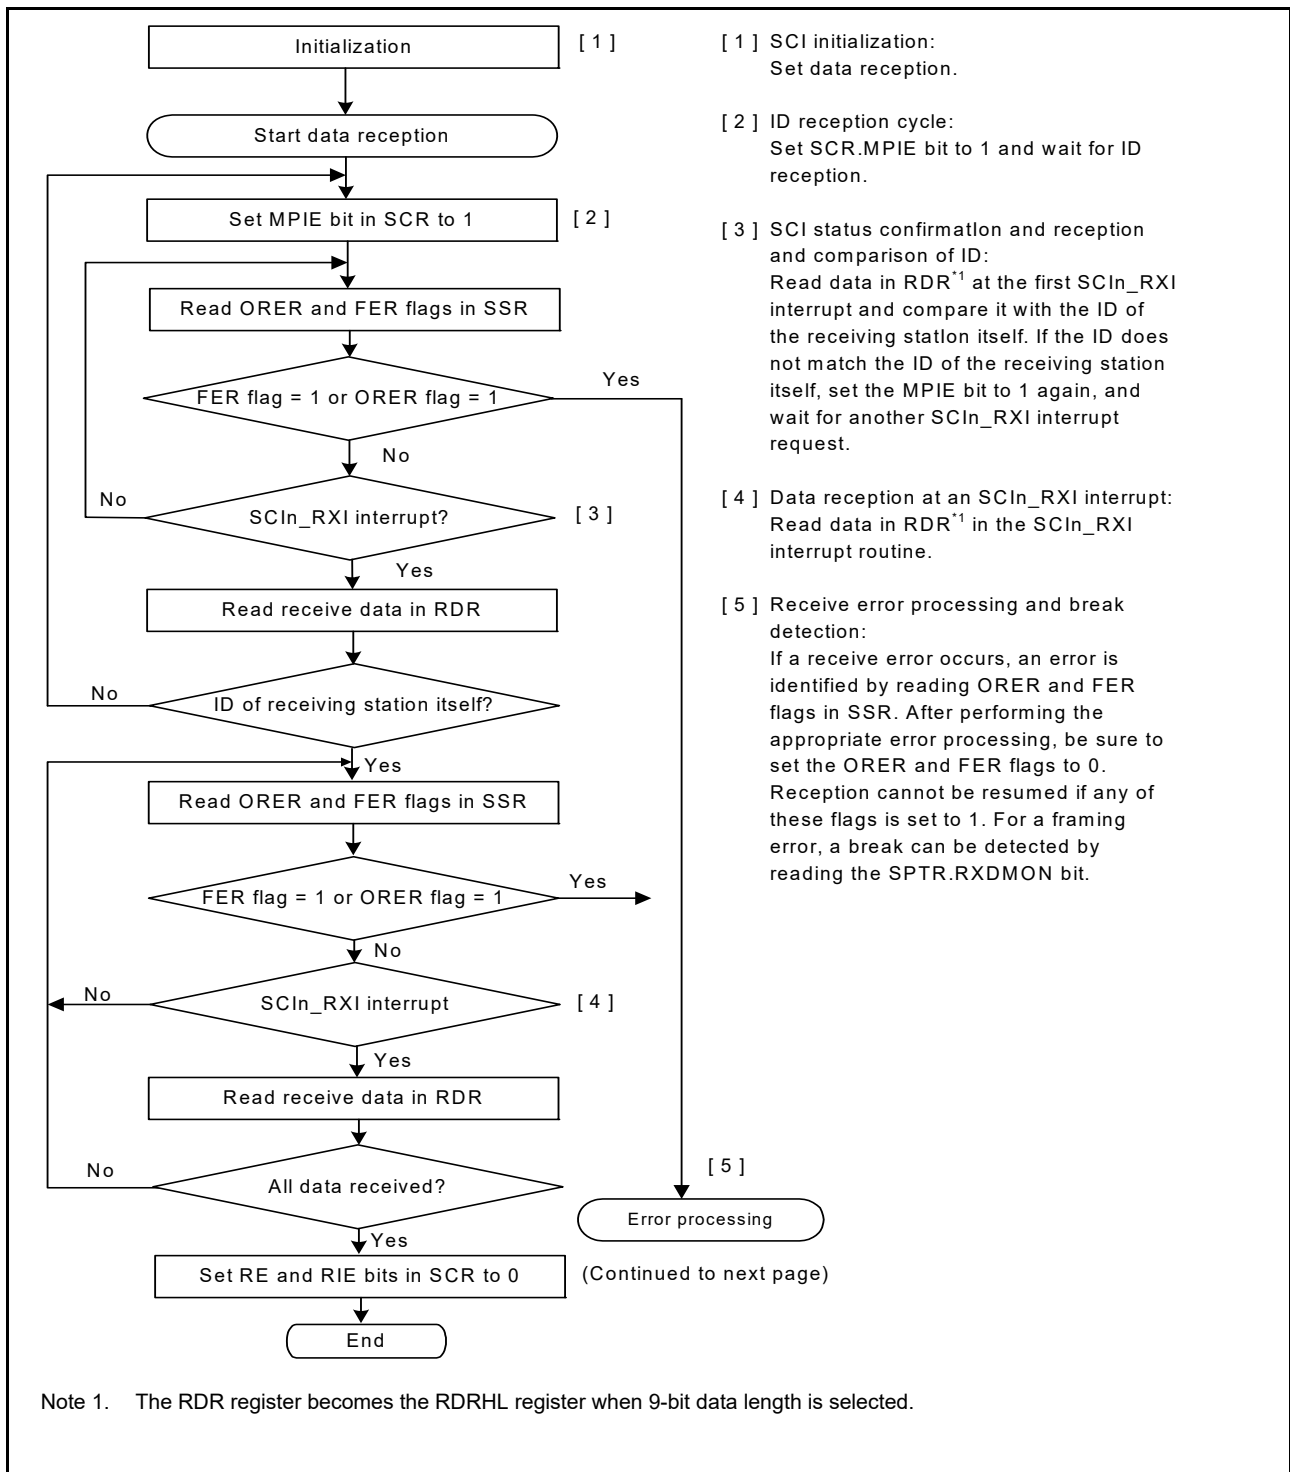 Initialization
[ 1 ]
Start data reception
Set MPIE bit in SCR to 1
[ 2 ]
Read ORER and FER flags in SSR
FER flag = 1 or ORER flag = 1
Yes
No
SCIn_RXI interrupt?
[ 3 ]
No
Yes
Read receive data in RDR
ID of receiving station itself?
No
Yes
Read ORER and FER flags in SSR
FER flag = 1 or ORER flag = 1
Yes
No
SCIn_RXI interrupt
[ 4 ]
No
Yes
Read receive data in RDR
All data received?
No
Yes
[ 5 ]
Error processing
Set RE and RIE bits in SCR to 0
(Continued to next page)
End
[ 1 ] SCI initialization:
Set data reception.
[ 2 ] ID reception cycle:
Set SCR.MPIE bit to 1 and wait for ID
reception.
[ 3 ] SCI status confirmatIon and reception
and comparison of ID:
Read data in RDR*1 at the first SCIn_RXI
interrupt and compare it with the ID of
the receiving statIon itself. If the ID does
not match the ID of the receiving station
itself, set the MPIE bit to 1 again, and
wait for another SCIn_RXI interrupt
request.
[ 4 ] Data reception at an SCIn_RXI interrupt:
Read data in RDR*1 in the SCIn_RXI
interrupt routine.
[ 5 ] Receive error processing and break
detection:
If a receive error occurs, an error is
identified by reading ORER and FER
flags in SSR. After performing the
appropriate error processing, be sure to
set the ORER and FER flags to 0.
Reception cannot be resumed if any of
these flags is set to 1. For a framing
error, a break can be detected by
reading the SPTR.RXDMON bit.
Note 1. The RDR register becomes the RDRHL register when 9-bit data length is selected.